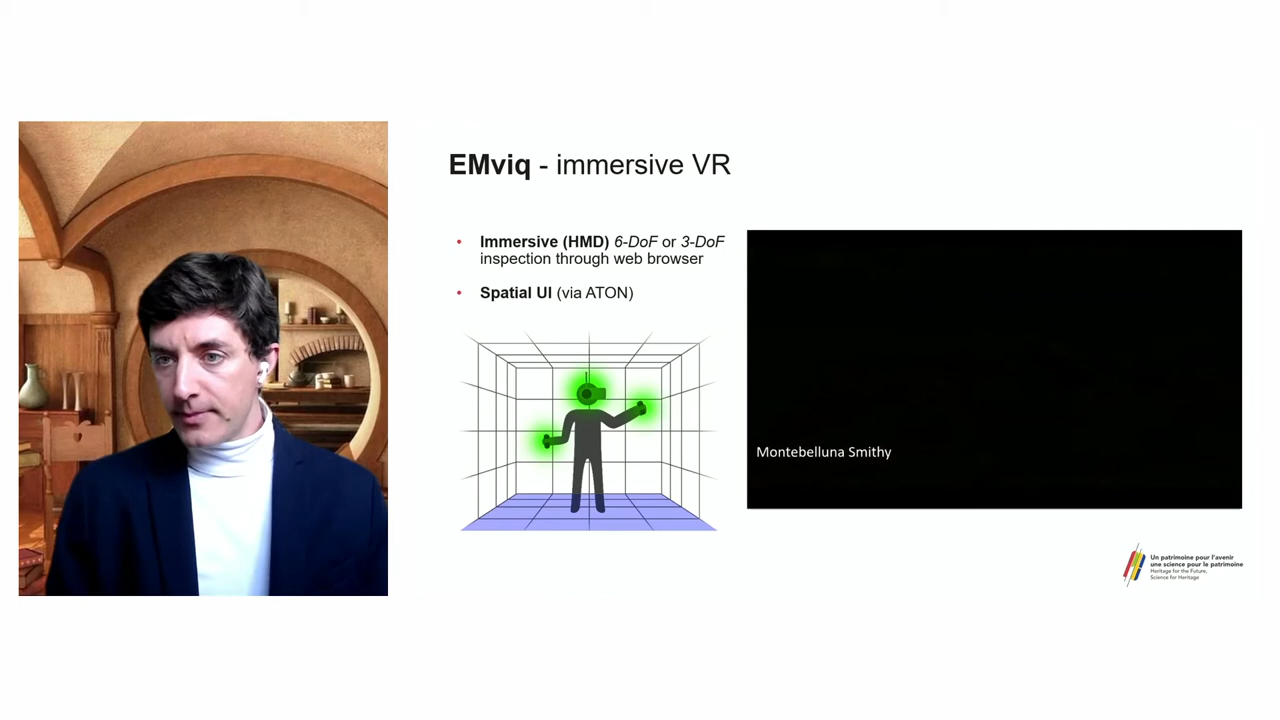 EMviq - immersive VR
• Immersive (HMD) 6-DoF or 3-DoF
inspection through web browser
• Spatial UI (via ATON)
Montebelluna Smithy
Un patrimoine pour l'avenir
une science pour le patrimoine
Heritage for the Future,
Science for Heritage